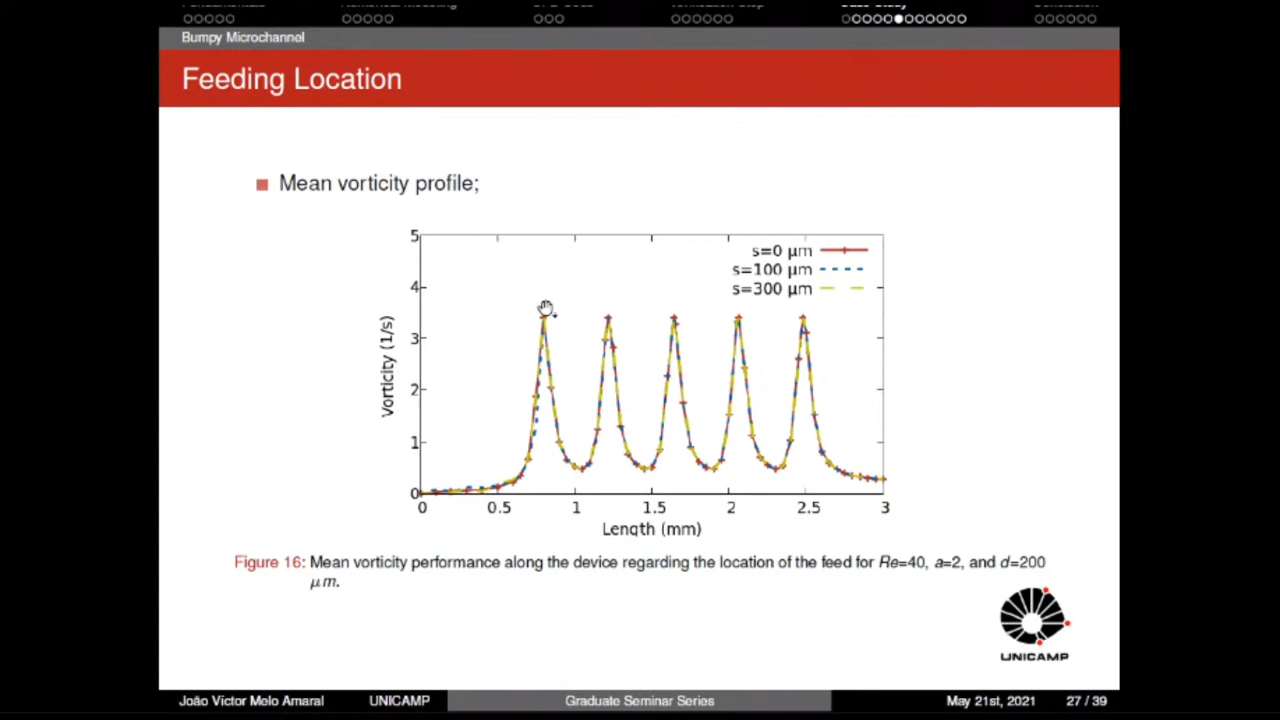 Bumpy Microchannel
Feeding Location
Mean vorticity profile;
5
4
3
2
1
0
Vorticity (1/s)
s=0 μm
s=100 μm
s=300 μm
0 0.5 1 1.5 2 2.5 3
Length (mm)
Figure 16: Mean vorticity performance along the device regarding the location of the feed for Re=40, a=2, and d=200
μm.
UNICAMP
João Víctor Melo Amaral UNICAMP Graduate Seminar Series May 21st, 2021 27 / 39